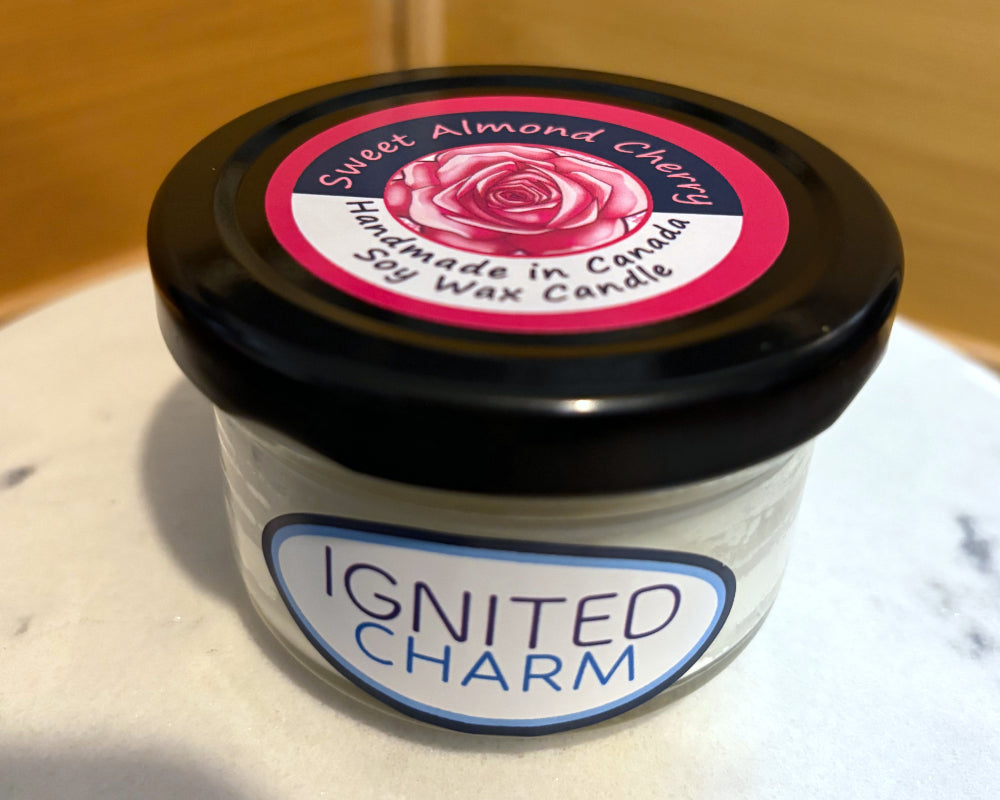 Sweet Almond Cherry
Handmade in Canada
Soy Wax Candle
IGNITED
CHARM